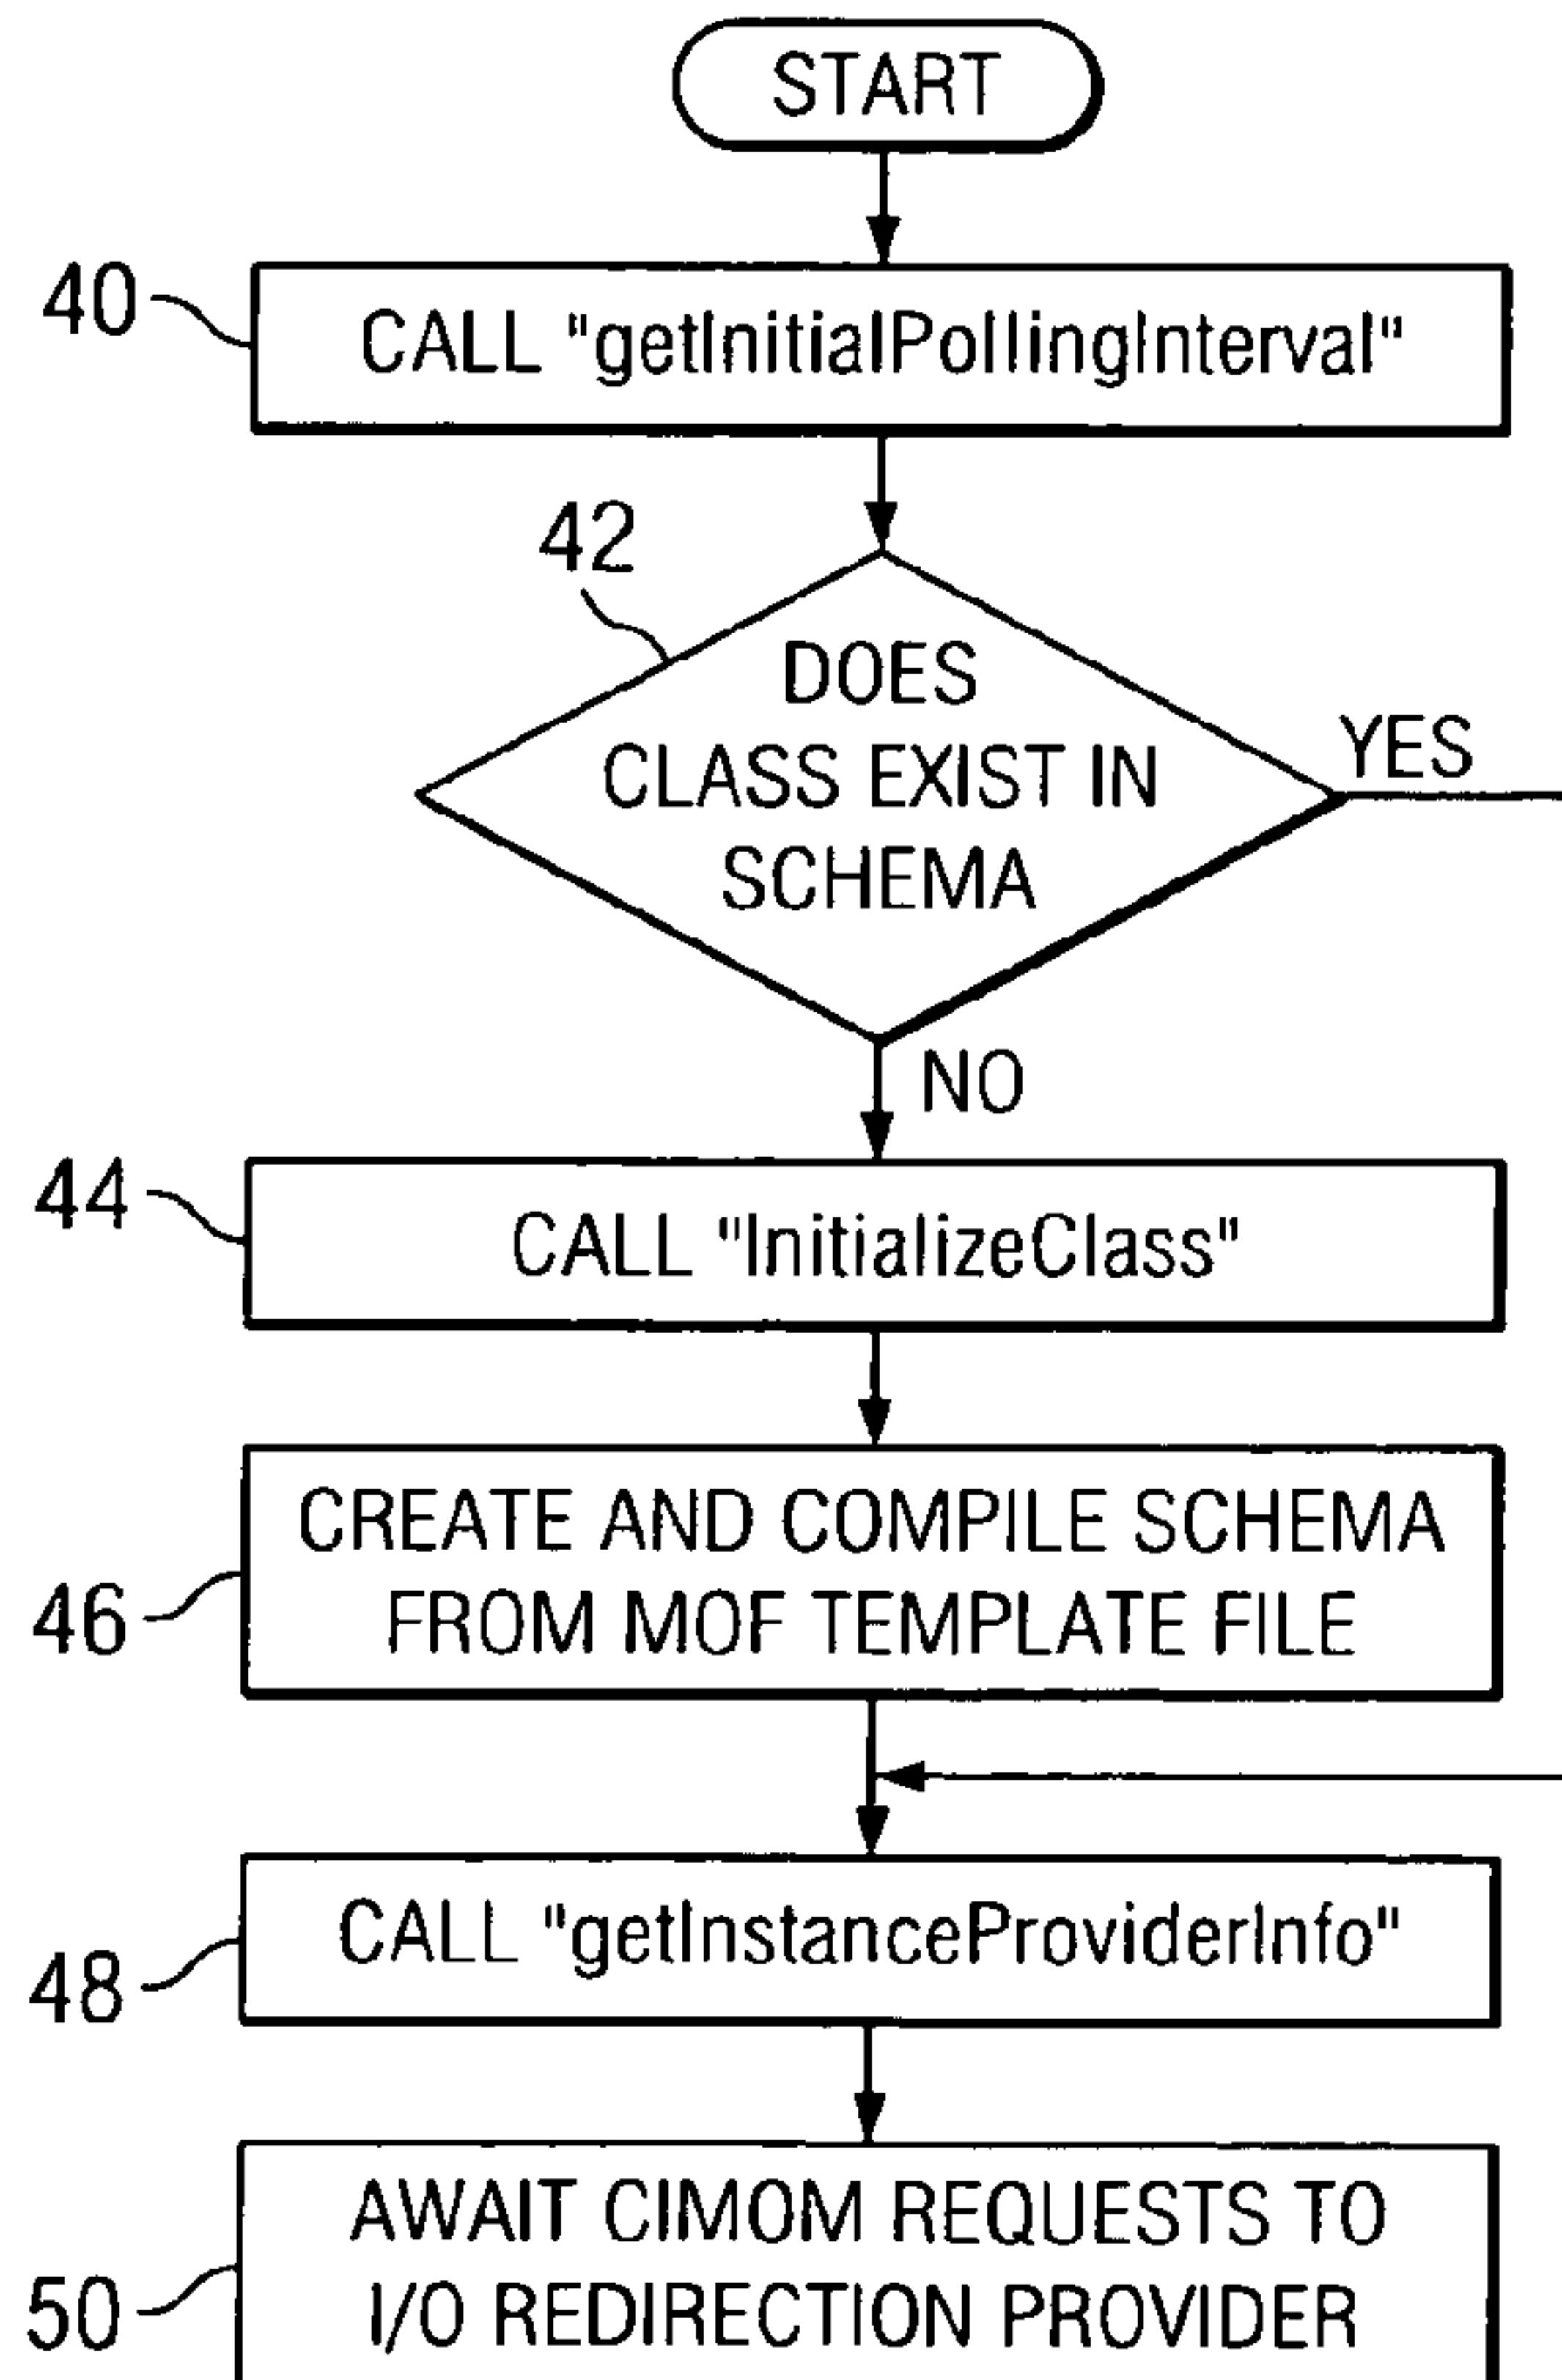 START
40
CALL "getInitialPollingInterval"
42
DOES
CLASS EXIST IN
SCHEMA
YES
NO
44
CALL "InitializeClass"
46
CREATE AND COMPILE SCHEMA
FROM MOF TEMPLATE FILE
48
CALL "getInstanceProviderInfo"
50
AWAIT CIMOM REQUESTS TO
I/O REDIRECTION PROVIDER